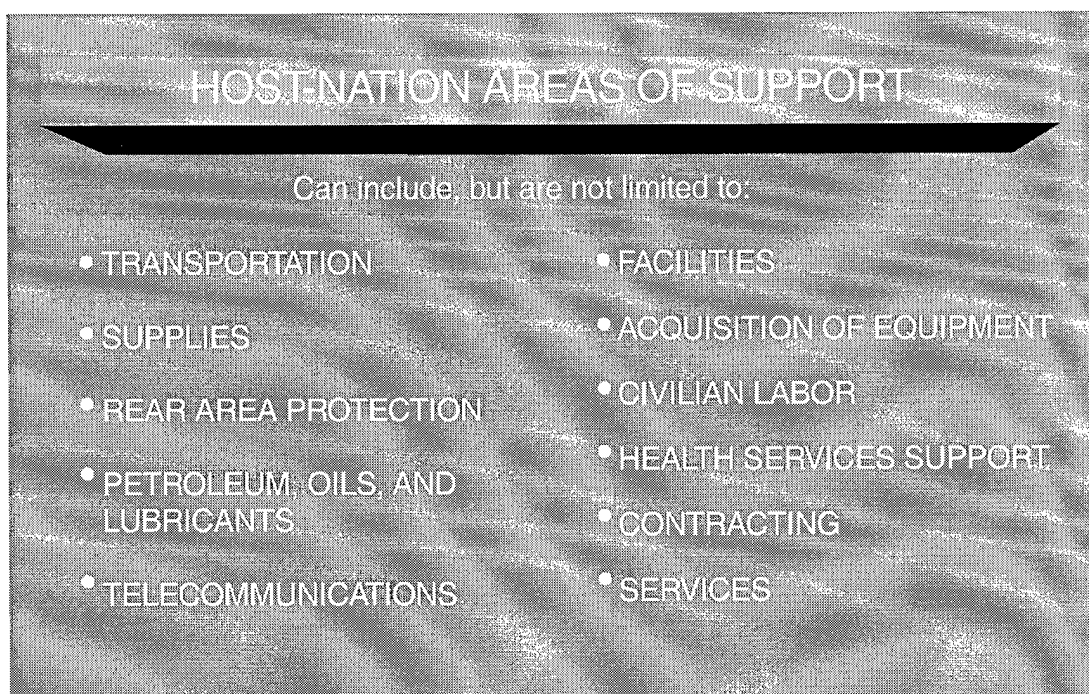 HOST-NATION AREAS OF SUPPORT
Can include, but are not limited to:
• TRANSPORTATION
• SUPPLIES
• REAR AREA PROTECTION
• PETROLEUM, OILS, AND
LUBRICANTS
• TELECOMMUNICATIONS
• FACILITIES
• ACQUISITION OF EQUIPMENT
• CIVILIAN LABOR
• HEALTH SERVICES SUPPORT
• CONTRACTING
• SERVICES